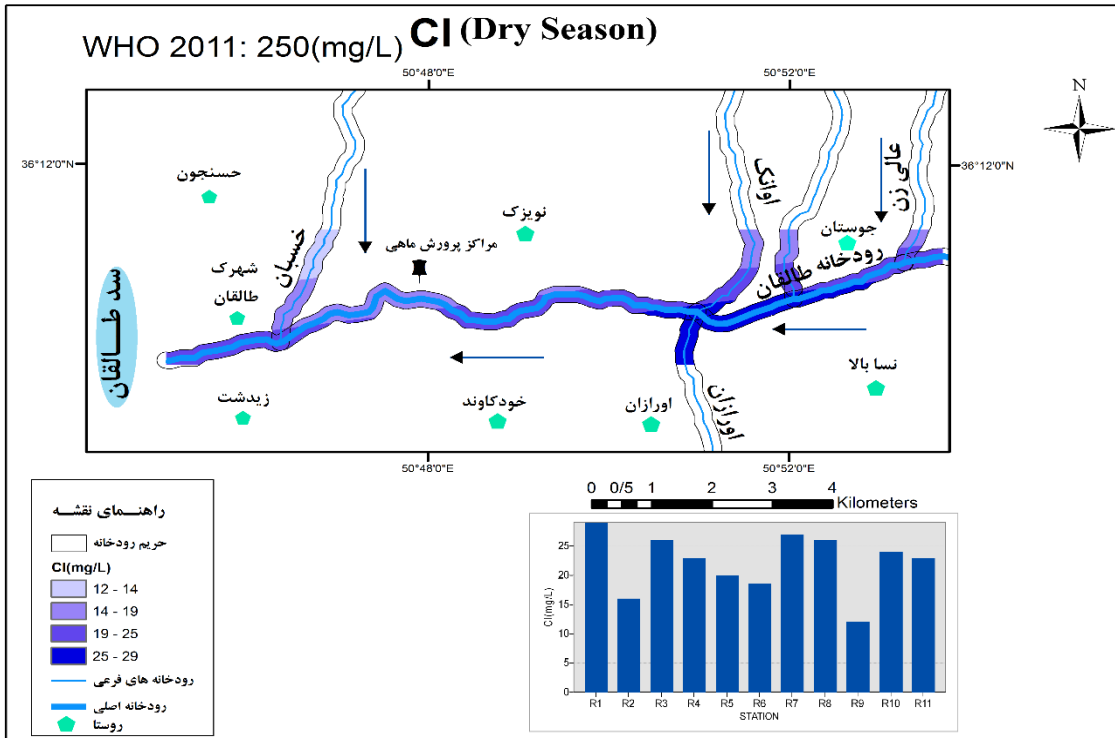 Cl (Dry Season)
WHO 2011: 250(mg/L)
50°48'0"E
50°52'0"E
N
36°12'0"N
36°12'0"N
حسنجون
نویزک
اوانک
عالی زن
جوستان
خسبان
مراکز پرورش ماهی
شهرک
طالقان
رودخانه طالقان
سد طالقان
نسا بالا
زیدشت
خودکاوند
اورازان
اورازان
50°48'0"E
50°52'0"E
0 0/5 1 2 3 4
Kilometers
راهنمای نقشه
حریم رودخانه
Cl(mg/L)
12 - 14
14 - 19
19 - 25
25 - 29
رودخانه های فرعی
رودخانه اصلی
روستا
Cl(mg/L)
25
20
15
10
5
0
R1 R2 R3 R4 R5 R6 R7 R8 R9 R10 R11
STATION